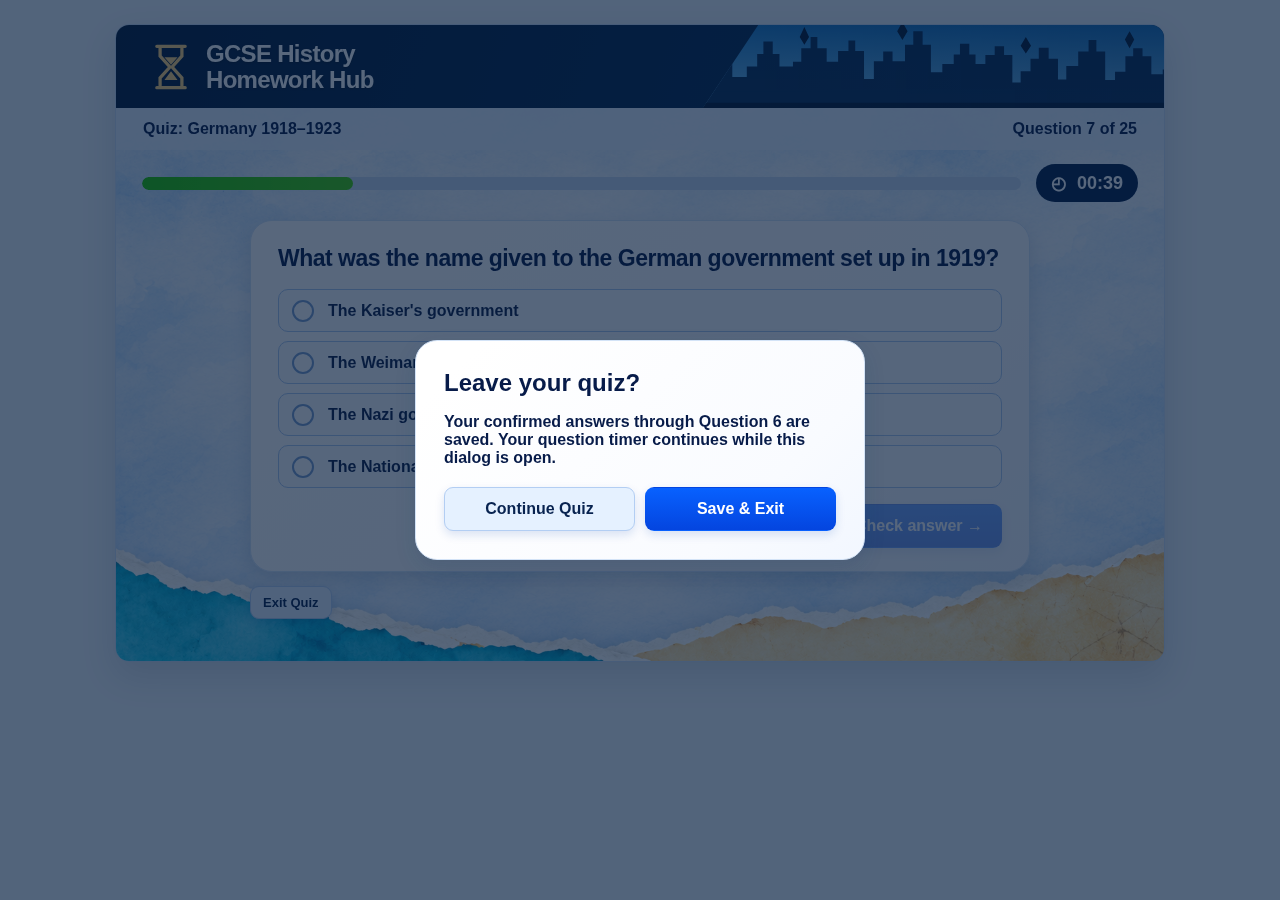 GCSE History
Homework Hub
Quiz: Germany 1918–1923
Question 7 of 25
00:39
What was the name given to the German government set up in 1919?
The Kaiser's government
The Weimar
The Nazi
The
Leave your quiz?
Your confirmed answers through Question 6 are
saved. Your question timer continues while this
dialog is open.
Continue Quiz
Save & Exit
answer →
Exit Quiz